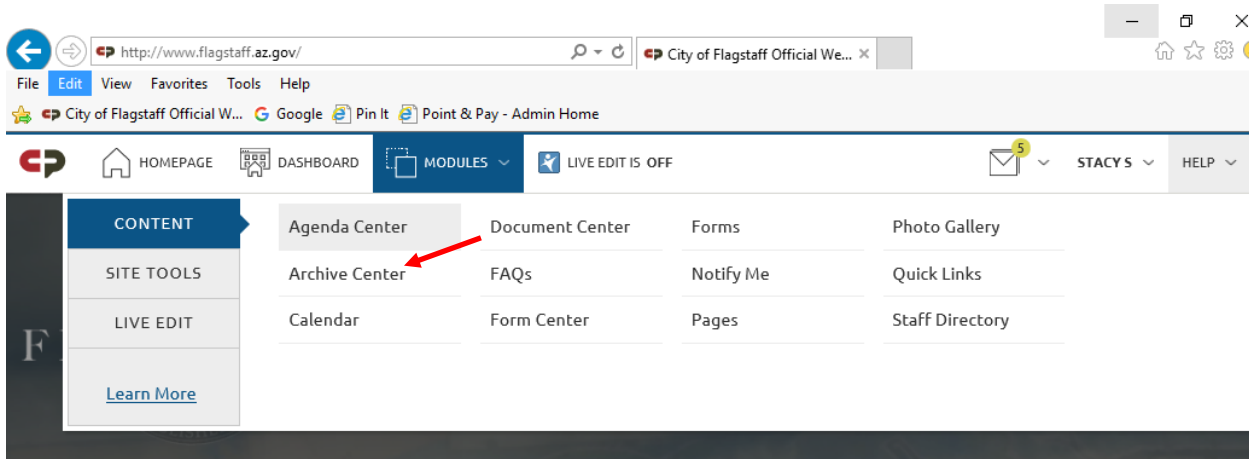 http://www.flagstaff.az.gov/ City of Flagstaff Official We...
File Edit View Favorites Tools Help
City of Flagstaff Official W... Google Pin It Point & Pay - Admin Home
HOMEPAGE DASHBOARD MODULES LIVE EDIT IS OFF 5 STACY S HELP
CONTENT Agenda Center Document Center Forms Photo Gallery
SITE TOOLS Archive Center FAQs Notify Me Quick Links
LIVE EDIT Calendar Form Center Pages Staff Directory
F
Learn More